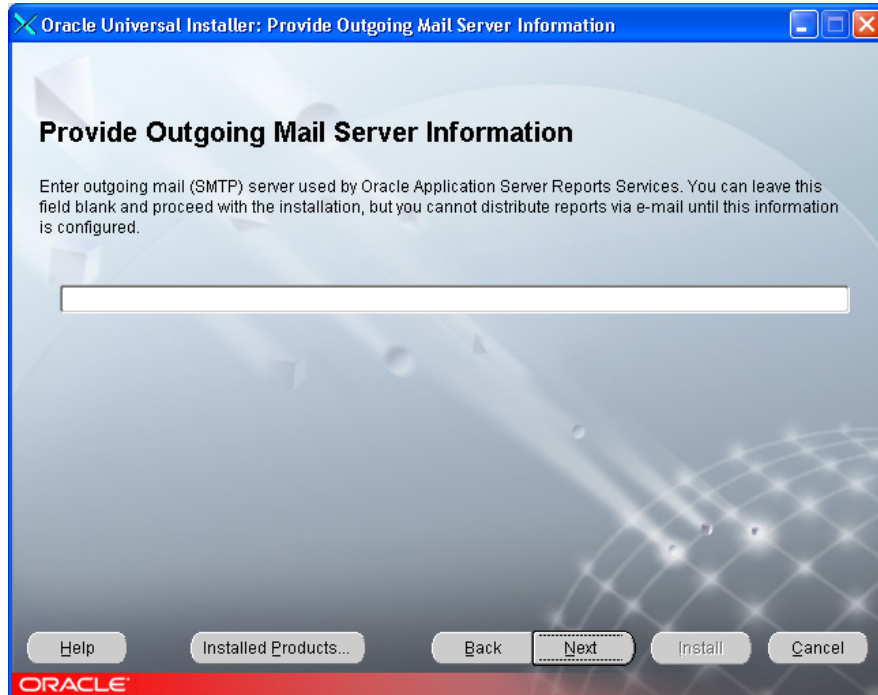 Oracle Universal Installer: Provide Outgoing Mail Server Information
Provide Outgoing Mail Server Information
Enter outgoing mail (SMTP) server used by Oracle Application Server Reports Services. You can leave this
field blank and proceed with the installation, but you cannot distribute reports via e-mail until this information
is configured.
Help Installed Products... Back Next Install Cancel
ORACLE